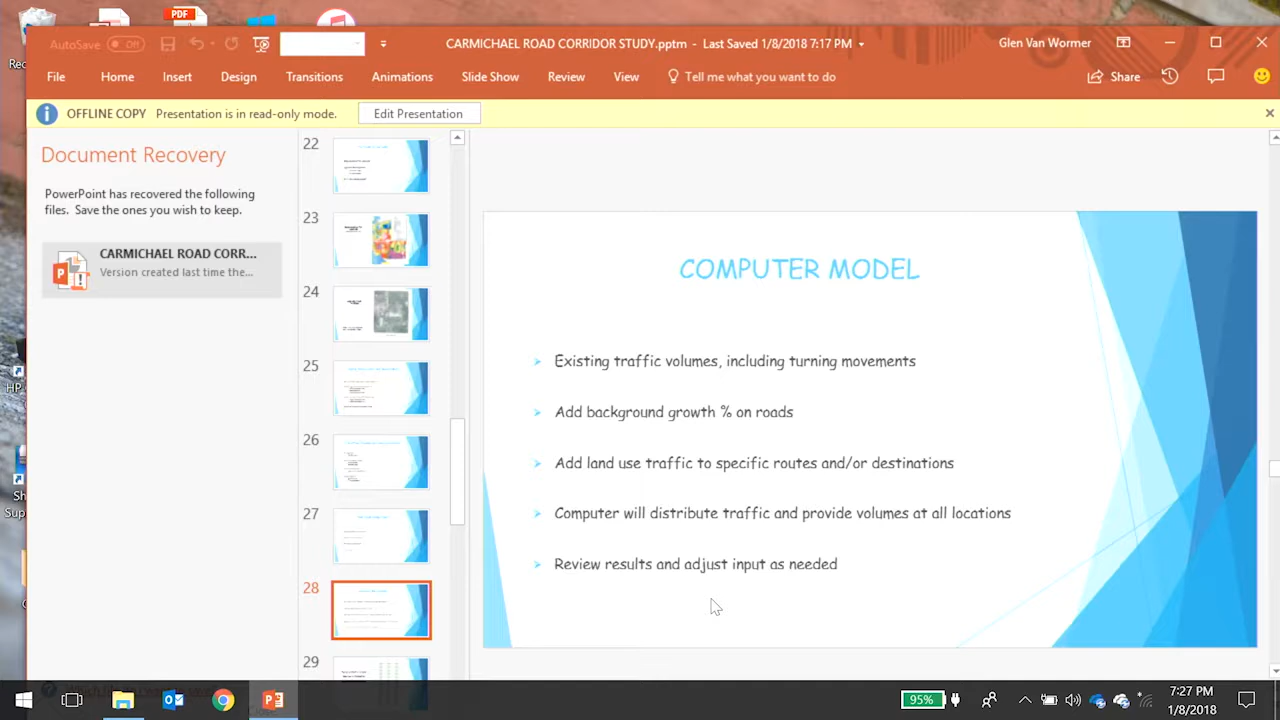 PDF
AutoSave Off
CARMICHAEL ROAD CORRIDOR STUDY.pptm - Last Saved 1/8/2018 7:17 PM
Glen Van Wormer
File Home Insert Design Transitions Animations Slide Show Review View Tell me what you want to do Share
OFFLINE COPY Presentation is in read-only mode. Edit Presentation
Document Recovery
PowerPoint has recovered the following
files. Save the ones you wish to keep.
CARMICHAEL ROAD CORR...
Version created last time the...
22
23
24
25
26
27
28
29
COMPUTER MODEL
Existing traffic volumes, including turning movements
Add background growth % on roads
Add land use traffic to specific routes and/or destinations
Computer will distribute traffic and provide volumes at all locations
Review results and adjust input as needed
95%
7:27 PM
1/8/2018